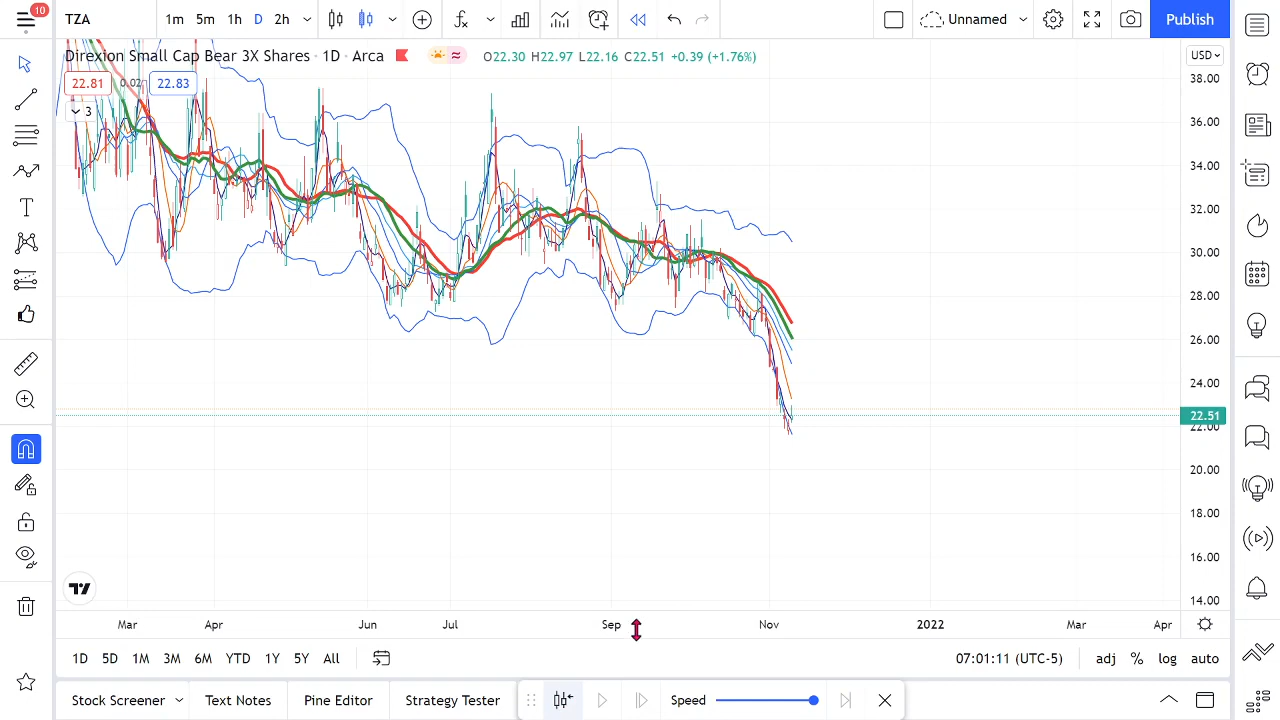 10
TZA 1m 5m 1h D 2h Unnamed Publish
Direxion Small Cap Bear 3X Shares · 1D · Arca O22.30 H22.97 L22.16 C22.51 +0.39 (+1.76%) USD
22.81 0.02 22.83
3
38.00
36.00
34.00
32.00
30.00
28.00
26.00
24.00
22.51
22.00
20.00
18.00
16.00
14.00
Mar Apr Jun Jul Sep Nov 2022 Mar Apr
1D 5D 1M 3M 6M YTD 1Y 5Y All 07:01:11 (UTC-5) adj % log auto
Stock Screener Text Notes Pine Editor Strategy Tester Speed